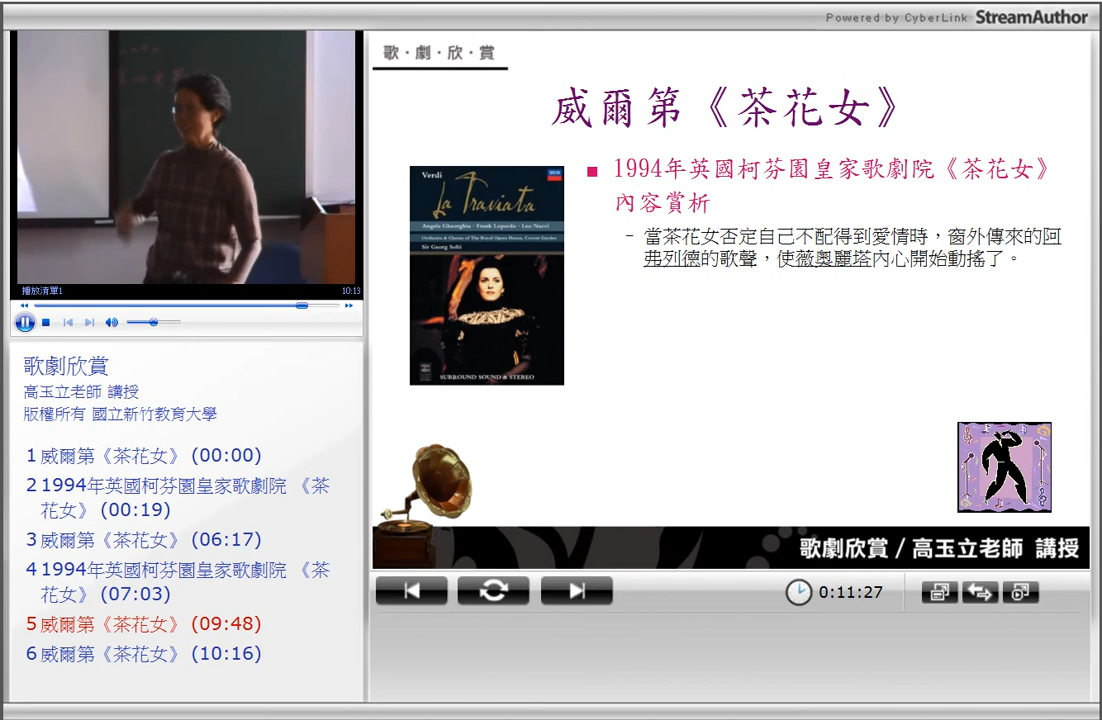 Powered by CyberLink StreamAuthor
播放清單1 10:13
歌劇欣賞
高玉立老師 講授
版權所有 國立新竹教育大學
1 威爾第《茶花女》 (00:00)
2 1994年英國柯芬園皇家歌劇院 《茶
花女》 (00:19)
3 威爾第《茶花女》 (06:17)
4 1994年英國柯芬園皇家歌劇院 《茶
花女》 (07:03)
5 威爾第《茶花女》 (09:48)
6 威爾第《茶花女》 (10:16)
歌・劇・欣・賞
威爾第《茶花女》
1994年英國柯芬園皇家歌劇院《茶花女》
內容賞析
- 當茶花女否定自己不配得到愛情時，窗外傳來的阿
弗列德的歌聲，使薇奧麗塔內心開始動搖了。
Verdi
DECCA
La Traviata
Angela Gheorghiu · Frank Lopardo · Leo Nucci
Orchestra & Chorus of The Royal Opera House, Covent Garden
Sir Georg Solti
SURROUND SOUND & STEREO
歌劇欣賞 / 高玉立老師 講授
0:11:27